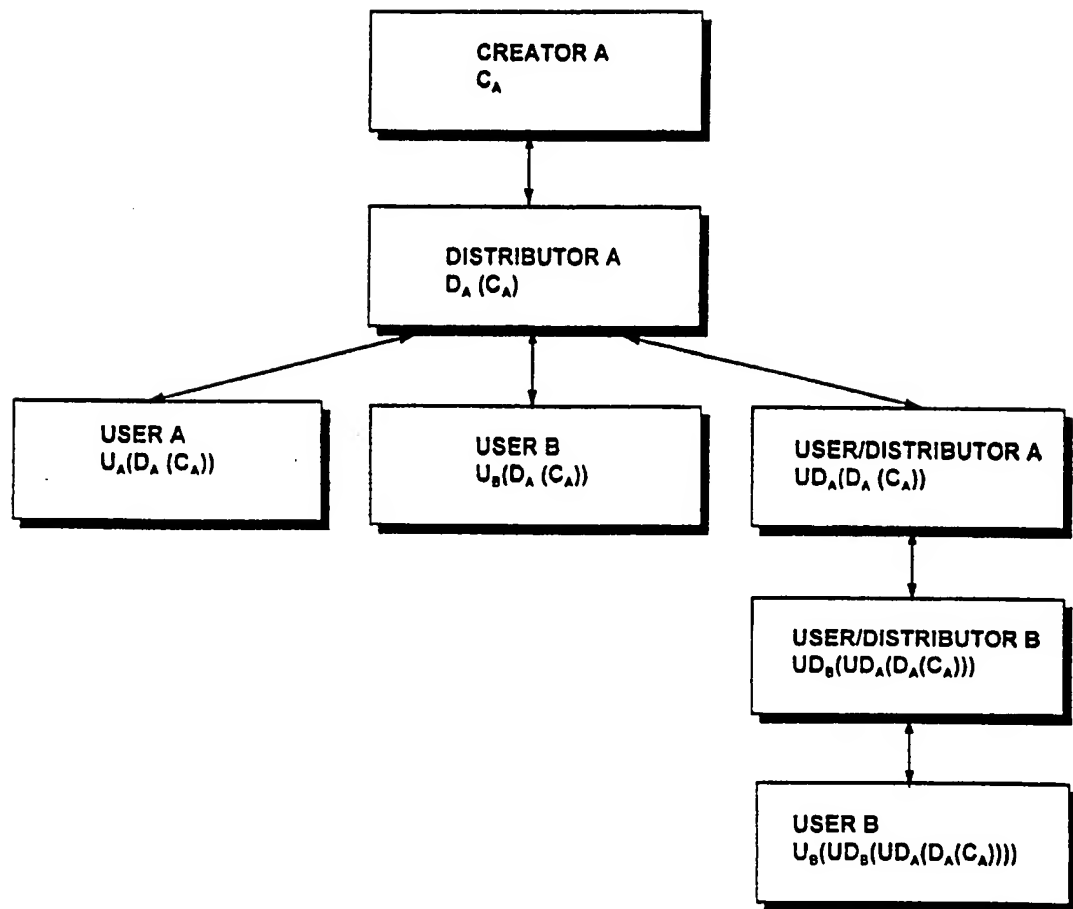 CREATOR A
C_A
DISTRIBUTOR A
D_A (C_A)
USER A
U_A(D_A (C_A))
USER B
U_B(D_A (C_A))
USER/DISTRIBUTOR A
UD_A(D_A (C_A))
USER/DISTRIBUTOR B
UD_B(UD_A(D_A(C_A)))
USER B
U_B(UD_B(UD_A(D_A(C_A))))